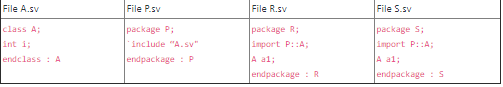 File A.sv
class A;
int i;
endclass : A
File P.sv
package P;
`include "A.sv"
endpackage : P
File R.sv
package R;
import P::A;
A a1;
endpackage : R
File S.sv
package S;
import P::A;
A a1;
endpackage : S